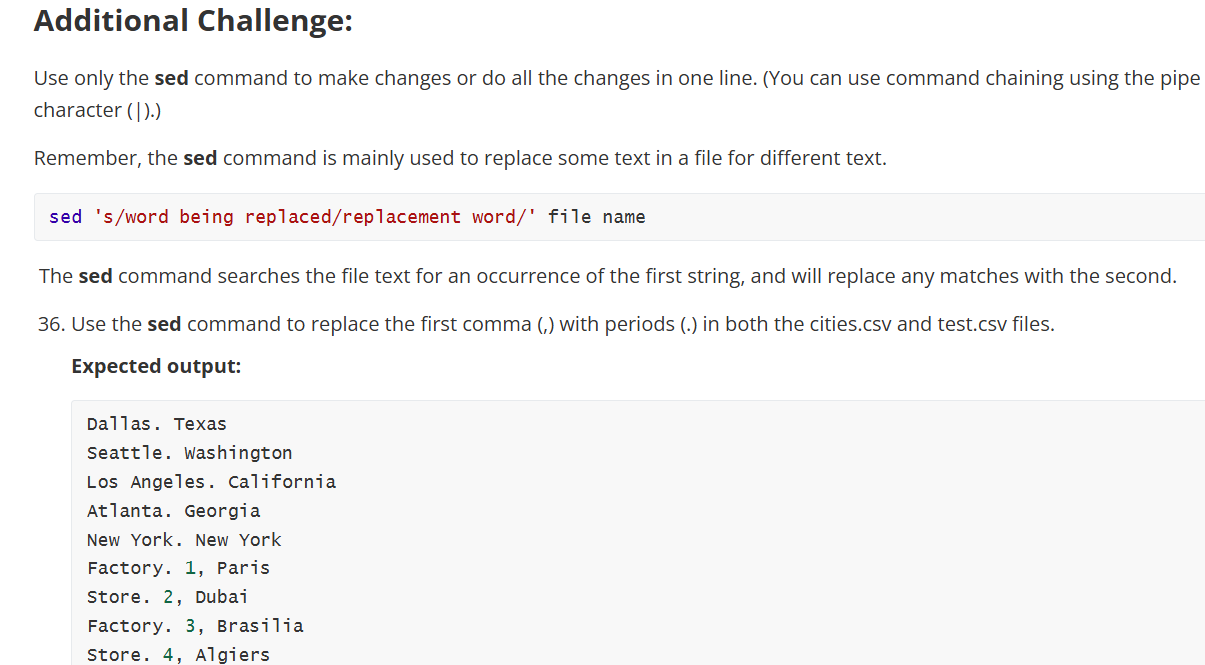 Additional Challenge:
Use only the sed command to make changes or do all the changes in one line. (You can use command chaining using the pipe
character (|).)
Remember, the sed command is mainly used to replace some text in a file for different text.
sed 's/word being replaced/replacement word/' file name
The sed command searches the file text for an occurrence of the first string, and will replace any matches with the second.
36. Use the sed command to replace the first comma (,) with periods (.) in both the cities.csv and test.csv files.
Expected output:
Dallas. Texas
Seattle. Washington
Los Angeles. California
Atlanta. Georgia
New York. New York
Factory. 1, Paris
Store. 2, Dubai
Factory. 3, Brasilia
Store. 4, Algiers